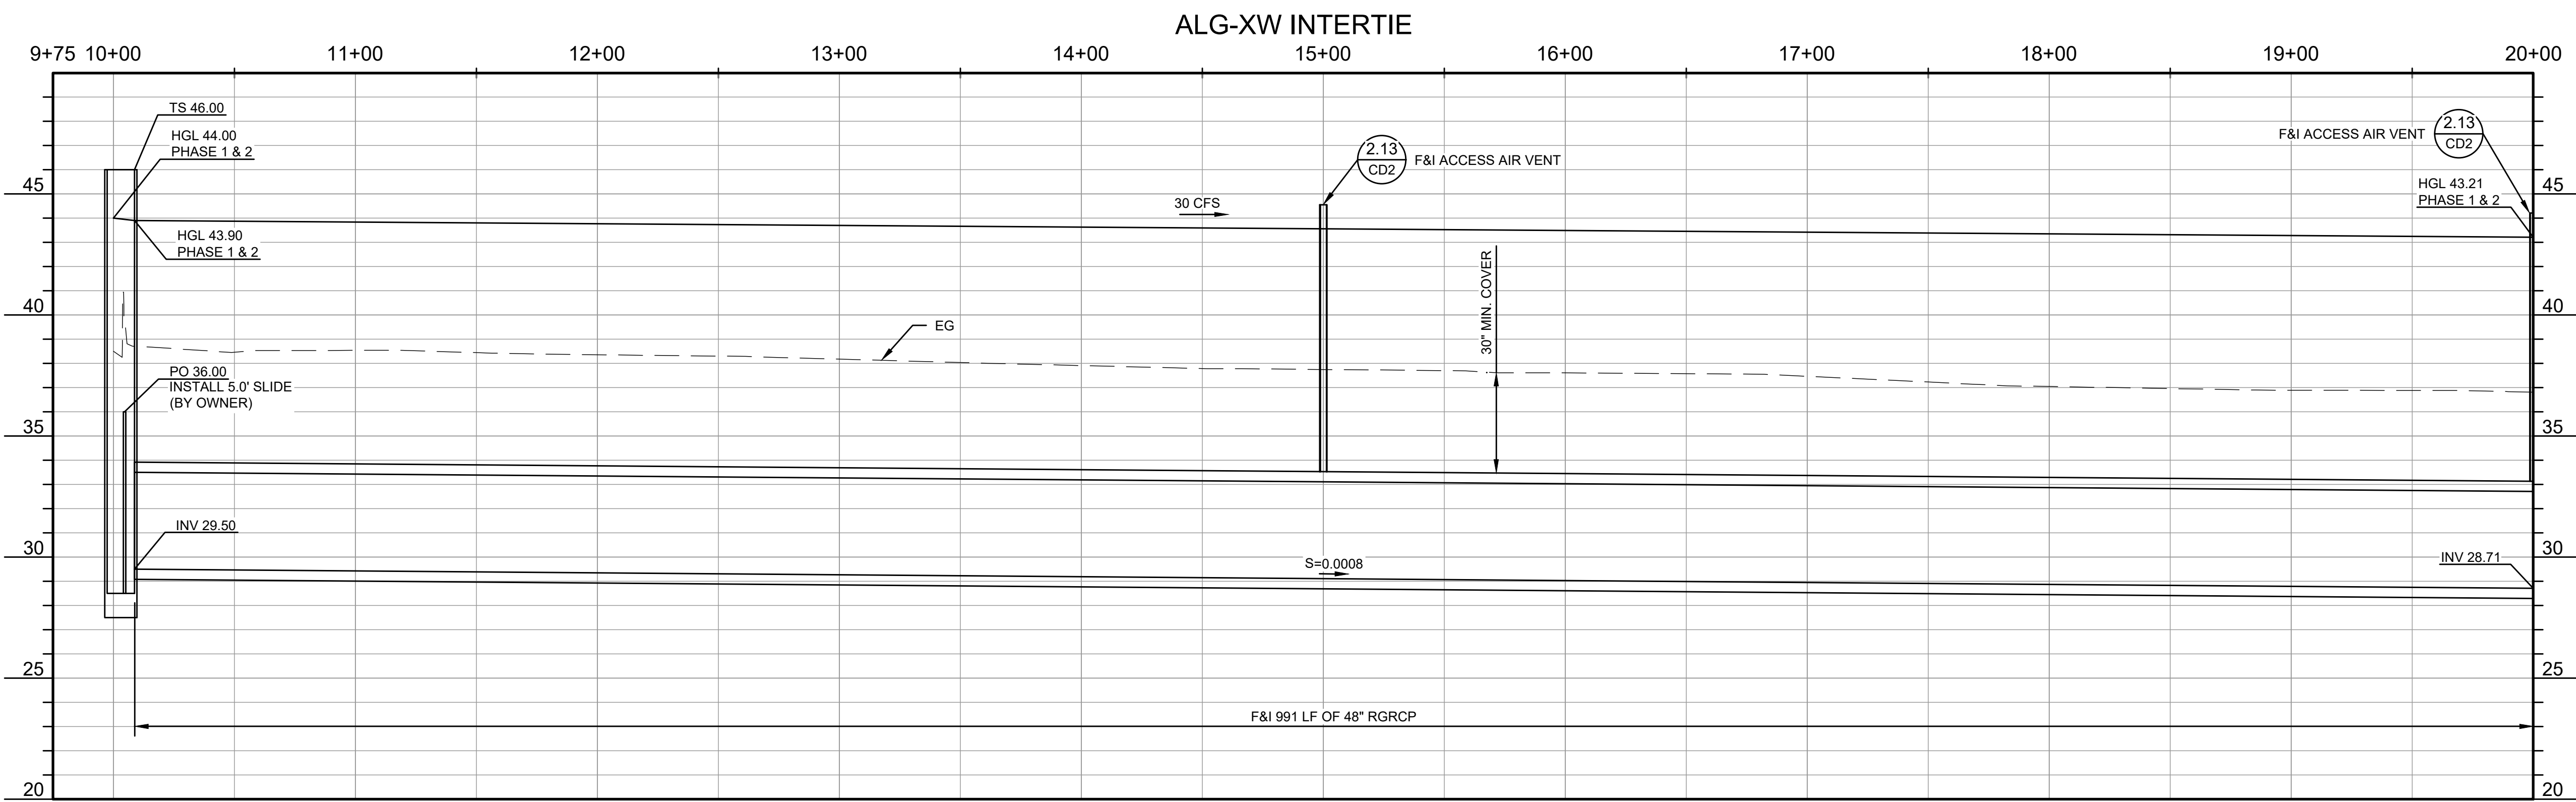 ALG-XW INTERTIE
9+75 10+00 11+00 12+00 13+00 14+00 15+00 16+00 17+00 18+00 19+00 20+00
TS 46.00
HGL 44.00
PHASE 1 & 2
2.13
CD2
F&I ACCESS AIR VENT
F&I ACCESS AIR VENT
2.13
CD2
45
HGL 43.21
PHASE 1 & 2
45
30 CFS
HGL 43.90
PHASE 1 & 2
30" MIN. COVER
40
40
EG
PO 36.00
INSTALL 5.0' SLIDE
(BY OWNER)
35
35
INV 29.50
30
S=0.0008
INV 28.71
30
25
25
F&I 991 LF OF 48" RGRCP
20
20